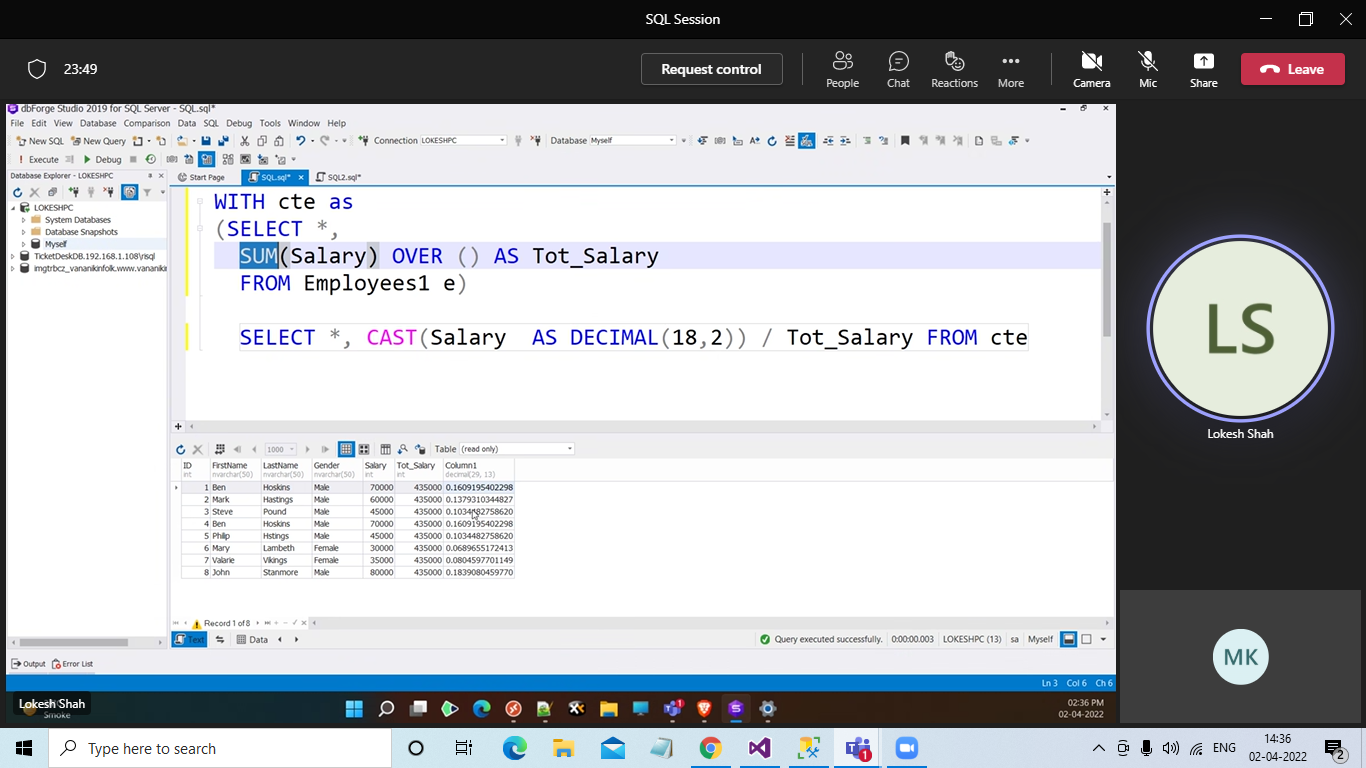 SQL Session
23:49
Request control
People
Chat
Reactions
More
Camera
Mic
Share
Leave
dbForge Studio 2019 for SQL Server - SQL.sql*
File Edit View Database Comparison Data SQL Debug Tools Window Help
New SQL New Query Connection LOKESHPC Database Myself
! Execute Debug
Database Explorer - LOKESHPC
Start Page SQL.sql* SQL2.sql*
LOKESHPC
System Databases
Database Snapshots
Myself
TicketDeskDB.192.168.1.108\rlsql
imgtrbcz_vananikinfolk.www.vananikin
WITH cte as
(SELECT *,
SUM(Salary) OVER () AS Tot_Salary
FROM Employees1 e)
SELECT *, CAST(Salary AS DECIMAL(18,2)) / Tot_Salary FROM cte
1000 Table (read only)
ID FirstName LastName Gender Salary Tot_Salary Column1
int nvarchar(50) nvarchar(50) nvarchar(50) int int decimal(29, 13)
1 Ben Hoskins Male 70000 435000 0.1609195402298
2 Mark Hastings Male 60000 435000 0.1379310344827
3 Steve Pound Male 45000 435000 0.1034482758620
4 Ben Hoskins Male 70000 435000 0.1609195402298
5 Philip Hstings Male 45000 435000 0.1034482758620
6 Mary Lambeth Female 30000 435000 0.0689655172413
7 Valarie Vikings Female 35000 435000 0.0804597701149
8 John Stanmore Male 80000 435000 0.1839080459770
Record 1 of 8
Text Data
Query executed successfully. 0:00:00.003 LOKESHPC (13) sa Myself
Output Error List
Ln 3 Col 6 Ch 6
Lokesh Shah
Smoke
02:36 PM
02-04-2022
LS
Lokesh Shah
MK
Type here to search
ENG
14:36
02-04-2022
1
2